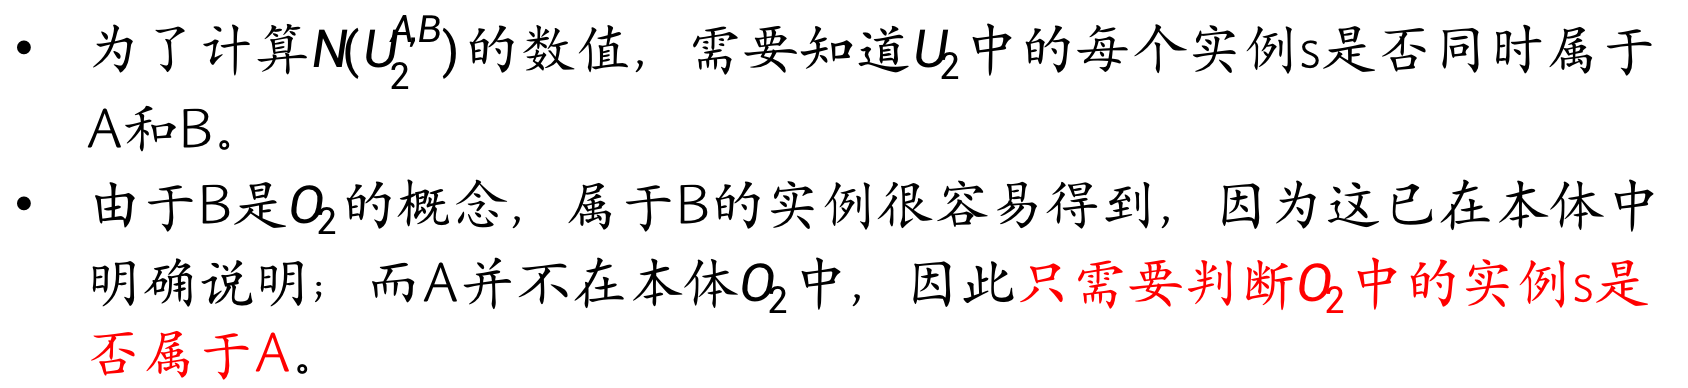 • 为了计算N(U₂^{A,B})的数值，需要知道U₂中的每个实例s是否同时属于
A和B。
• 由于B是O₂的概念，属于B的实例很容易得到，因为这已在本体中
明确说明；而A并不在本体O₂中，因此只需要判断O₂中的实例s是
否属于A。